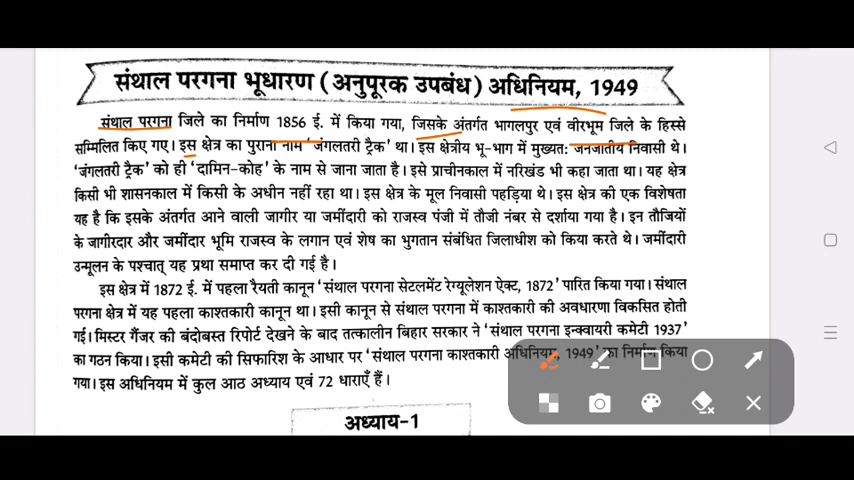 संथाल परगना भूधारण (अनुपूरक उपबंध) अधिनियम, 1949
संथाल परगना जिले का निर्माण 1856 ई. में किया गया, जिसके अंतर्गत भागलपुर एवं वीरभूम जिले के हिस्से
सम्मिलित किए गए। इस क्षेत्र का पुराना नाम 'जंगलतरी ट्रैक' था। इस क्षेत्रीय भू-भाग में मुख्यत: जनजातीय निवासी थे।
'जंगलतरी ट्रैक' को ही 'दामिन-कोह' के नाम से जाना जाता है। इसे प्राचीनकाल में नरिखंड भी कहा जाता था। यह क्षेत्र
किसी भी शासनकाल में किसी के अधीन नहीं रहा था। इस क्षेत्र के मूल निवासी पहड़िया थे। इस क्षेत्र की एक विशेषता
यह है कि इसके अंतर्गत आने वाली जागीर या जमींदारी को राजस्व पंजी में तौजी नंबर से दर्शाया गया है। इन तौजियों
के जागीरदार और जमींदार भूमि राजस्व के लगान एवं शेष का भुगतान संबंधित जिलाधीश को किया करते थे। जमींदारी
उन्मूलन के पश्चात् यह प्रथा समाप्त कर दी गई है।
इस क्षेत्र में 1872 ई. में पहला रैयती कानून 'संथाल परगना सेटलमेंट रेग्यूलेशन ऐक्ट, 1872' पारित किया गया। संथाल
परगना क्षेत्र में यह पहला काश्तकारी कानून था। इसी कानून से संथाल परगना में काश्तकारी की अवधारणा विकसित होती
गई। मिस्टर गैंजर की बंदोबस्त रिपोर्ट देखने के बाद तत्कालीन बिहार सरकार ने 'संथाल परगना इन्क्वायरी कमेटी 1937'
का गठन किया। इसी कमेटी की सिफारिश के आधार पर 'संथाल परगना काश्तकारी अधिनियम, 1949' का निर्माण किया
गया। इस अधिनियम में कुल आठ अध्याय एवं 72 धाराएँ हैं।
अध्याय-1